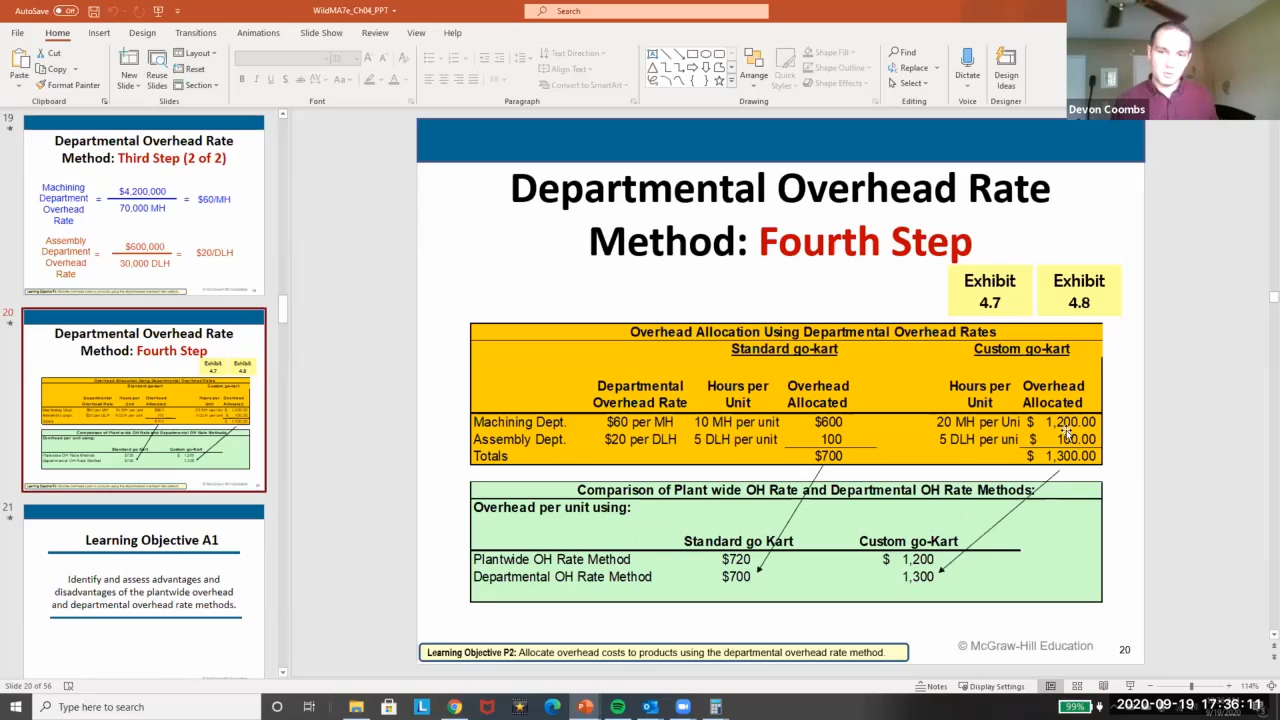 AutoSave Off
WildMA7e_Ch04_PPT
Search
File Home Insert Design Transitions Animations Slide Show Review View Help
Paste
Cut
Copy
Format Painter
Clipboard
New Slide
Reuse Slides
Layout
Reset
Section
Slides
Font
Text Direction
Align Text
Convert to SmartArt
Paragraph
Arrange
Quick Styles
Shape Fill
Shape Outline
Shape Effects
Drawing
Find
Replace
Select
Editing
Dictate
Voice
Design Ideas
Designer
Devon Coombs
19
Departmental Overhead Rate
Method: Third Step (2 of 2)
Machining Department Overhead Rate = $4,200,000 / 70.000 MH = $60/MH
Assembly Department Overhead Rate = $600,000 / 30,000 DLH = $20/DLH
20
Departmental Overhead Rate
Method: Fourth Step
Exhibit 4.7
Exhibit 4.8
21
Learning Objective A1
Identify and assess advantages and
disadvantages of the plantwide overhead
and departmental overhead rate methods.
Departmental Overhead Rate
Method: Fourth Step
Exhibit 4.7
Exhibit 4.8
Overhead Allocation Using Departmental Overhead Rates
Standard go-kart Custom go-kart
Departmental Hours per Overhead Hours per Overhead
Overhead Rate Unit Allocated Unit Allocated
Machining Dept. $60 per MH 10 MH per unit $600 20 MH per Uni $ 1,200.00
Assembly Dept. $20 per DLH 5 DLH per unit 100 5 DLH per uni $ 100.00
Totals $700 $ 1,300.00
Comparison of Plant wide OH Rate and Departmental OH Rate Methods:
Overhead per unit using:
Standard go Kart Custom go-Kart
Plantwide OH Rate Method $720 $ 1,200
Departmental OH Rate Method $700 1,300
Learning Objective P2: Allocate overhead costs to products using the departmental overhead rate method.
© McGraw-Hill Education
20
Slide 20 of 56
Notes
Display Settings
114%
Type here to search
99%
2020-09-19 17:36:11